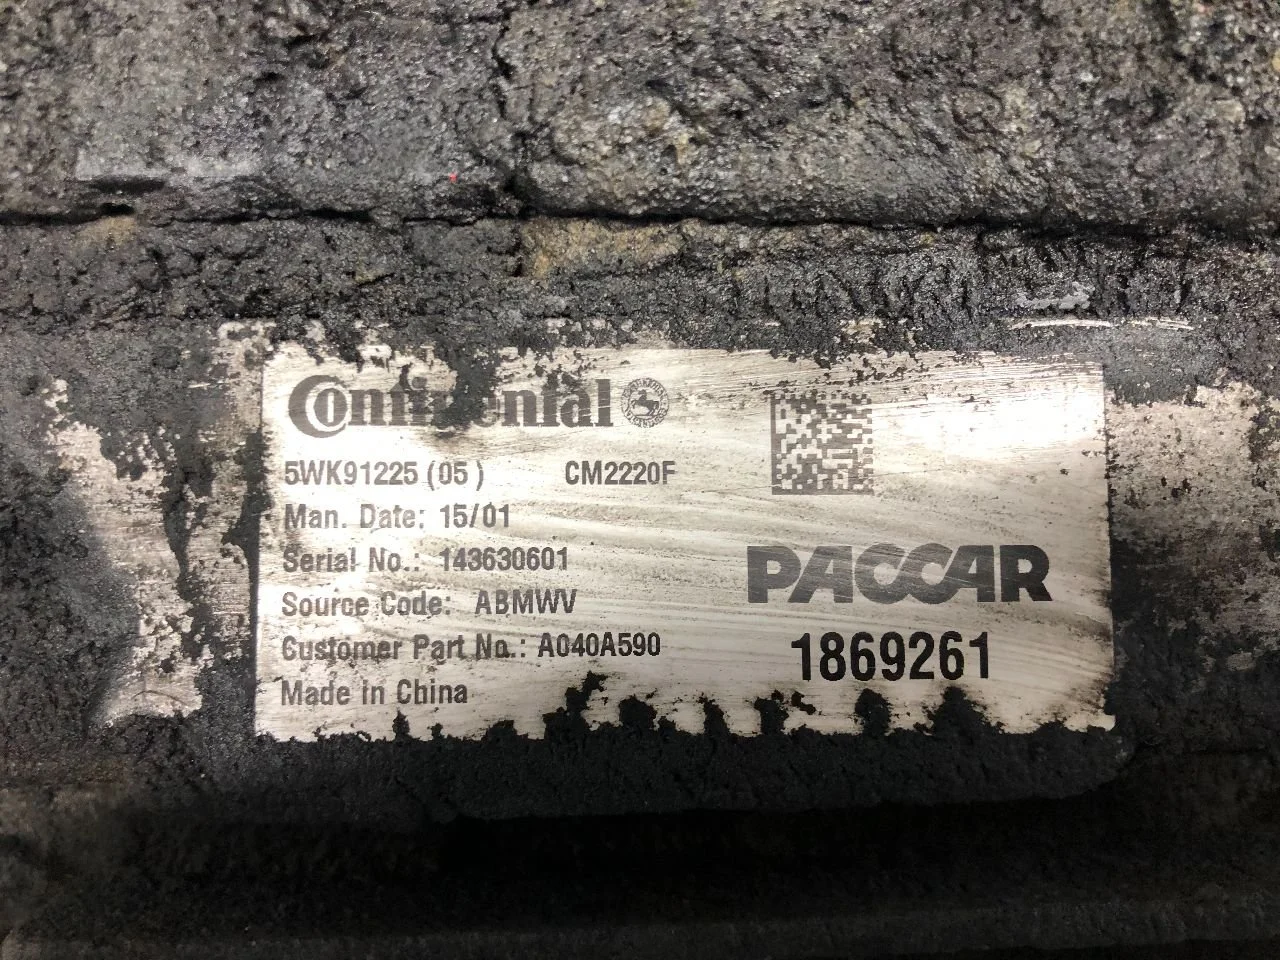 Continental
5WK91225 (05 ) CM2220F
Man. Date: 15/01
Serial No.: 143630601
Source Code: ABMWV
Customer Part No.: A040A590
Made in China
PACCAR
1869261